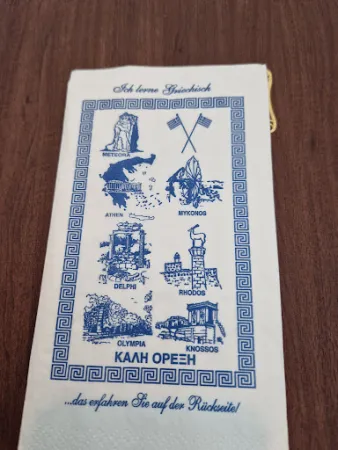 Ich lerne Griechisch
METEORA
ATHEN MYKONOS
DELPHI RHODOS
OLYMPIA KNOSSOS
ΚΑΛΗ ΟΡΕΞΗ
...das erfahren Sie auf der Rückseite!